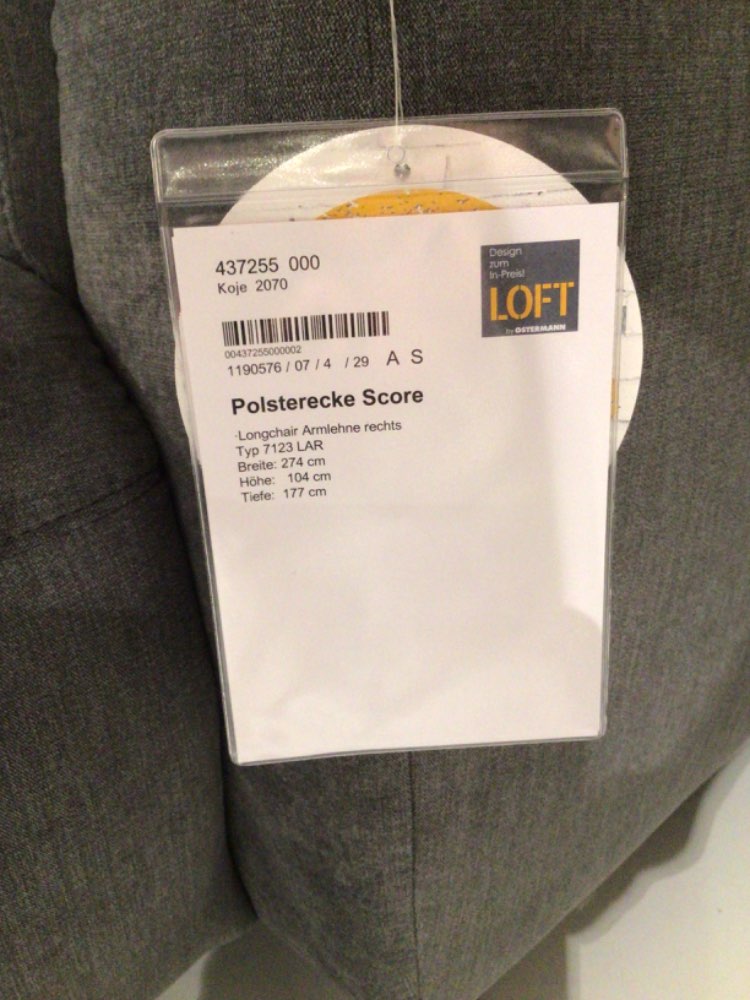 437255 000
Koje 2070
Design
zum
In-Preis!
LOFT
by OSTERMANN
00437255000002
1190576 / 07 / 4 / 29 A S
Polsterecke Score
-Longchair Armlehne rechts
Typ 7123 LAR
Breite: 274 cm
Höhe: 104 cm
Tiefe: 177 cm